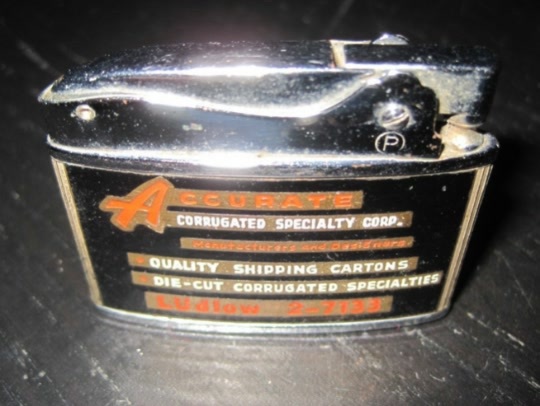 P
ACCURATE
CORRUGATED SPECIALTY CORP.
Manufacturers and Designers
QUALITY SHIPPING CARTONS
DIE-CUT CORRUGATED SPECIALTIES
LUdlow 2-7133